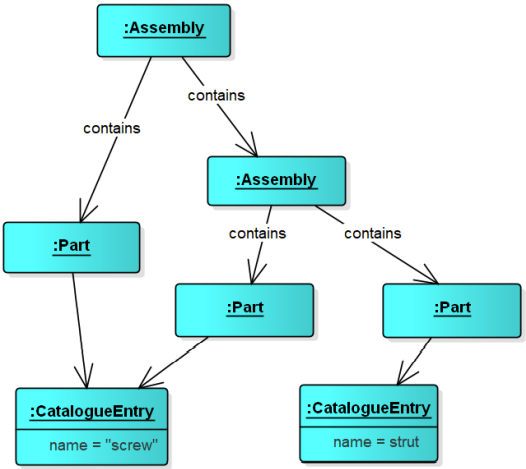 :Assembly
contains
contains
:Assembly
contains
contains
:Part
:Part
:Part
:CatalogueEntry
name = "screw"
:CatalogueEntry
name = strut